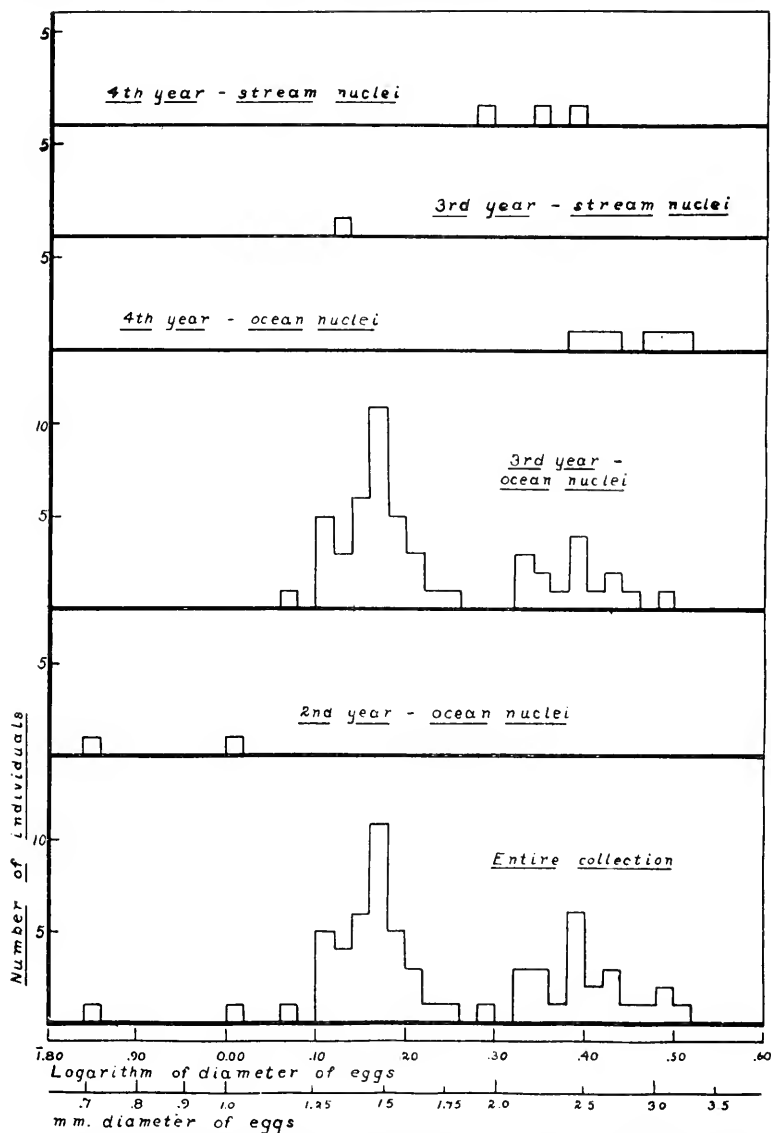 5
4th year - stream nuclei
5
3rd year - stream nuclei
5
4th year - ocean nuclei
10
3rd year -
ocean nuclei
5
5
2nd year - ocean nuclei
Number of individuals
10
Entire collection
5
1.80 .90 0.00 .10 .20 .30 .40 .50 .60
Logarithm of diameter of eggs
.7 .8 .9 1.0 1.25 1.5 1.75 2.0 2.5 3.0 3.5
mm. diameter of eggs